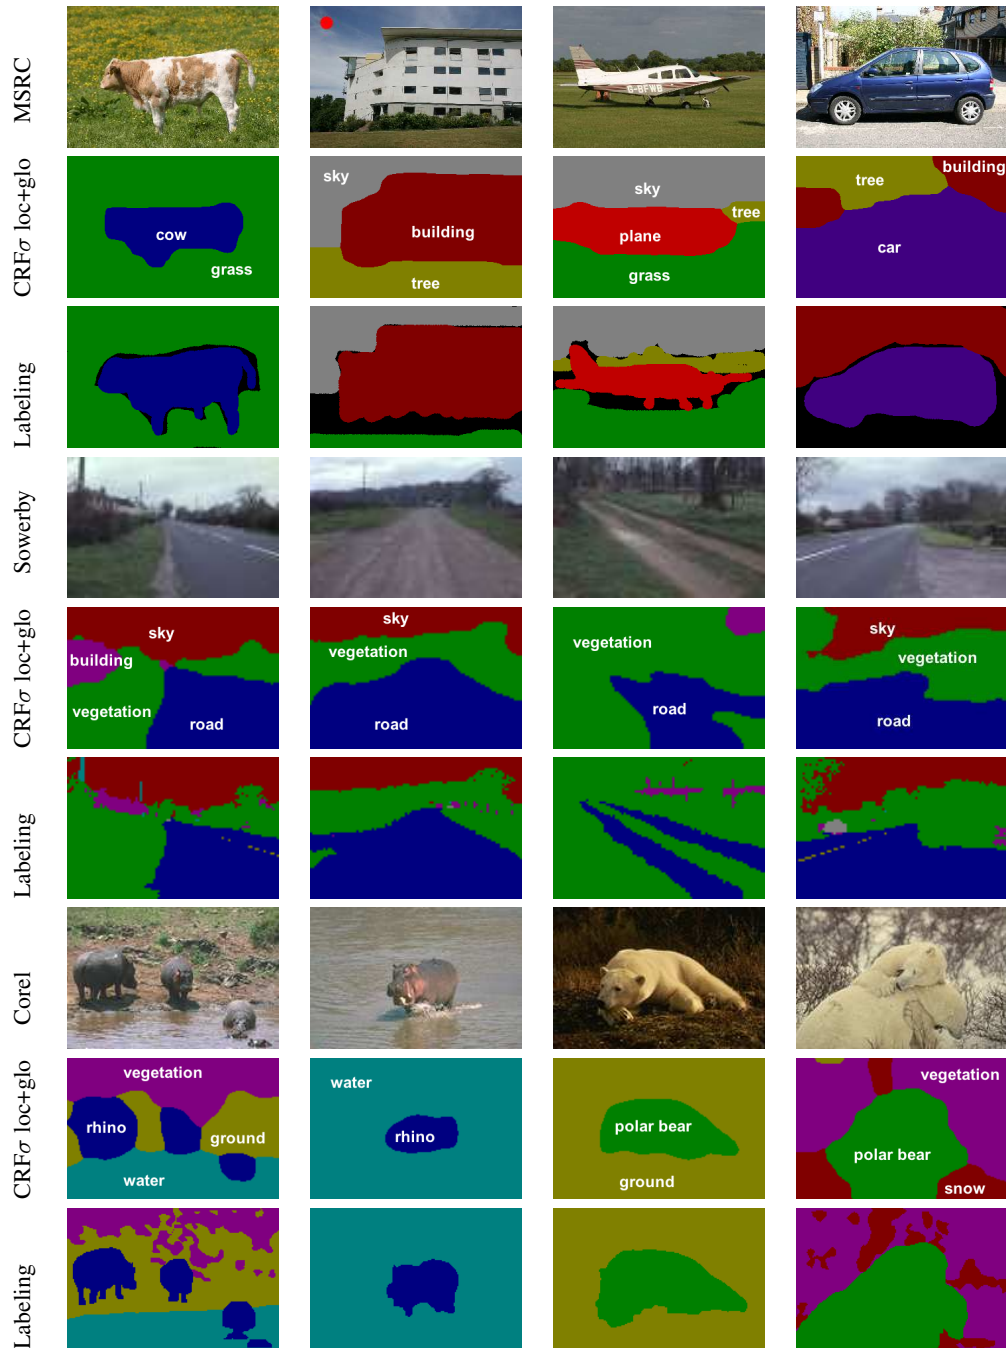 MSRC
G-BFWB
CRFσ loc+glo
sky
cow
grass
building
tree
sky
tree
plane
grass
building
tree
car
Labeling
Sowerby
CRFσ loc+glo
sky
building
vegetation
road
sky
vegetation
road
vegetation
road
sky
vegetation
road
Labeling
Corel
CRFσ loc+glo
vegetation
rhino
ground
water
water
rhino
polar bear
ground
vegetation
polar bear
snow
Labeling